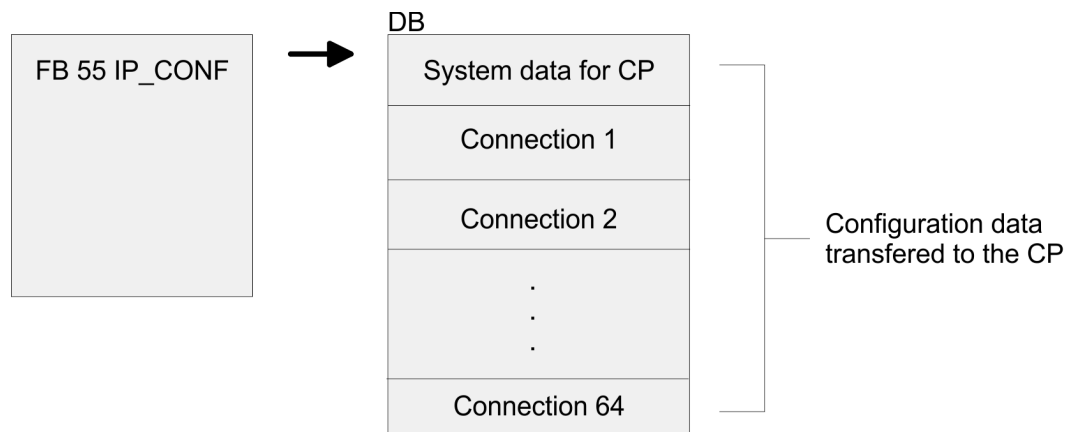 DB
FB 55 IP_CONF
System data for CP
Connection 1
Connection 2
.
.
.
Connection 64
Configuration data
transfered to the CP